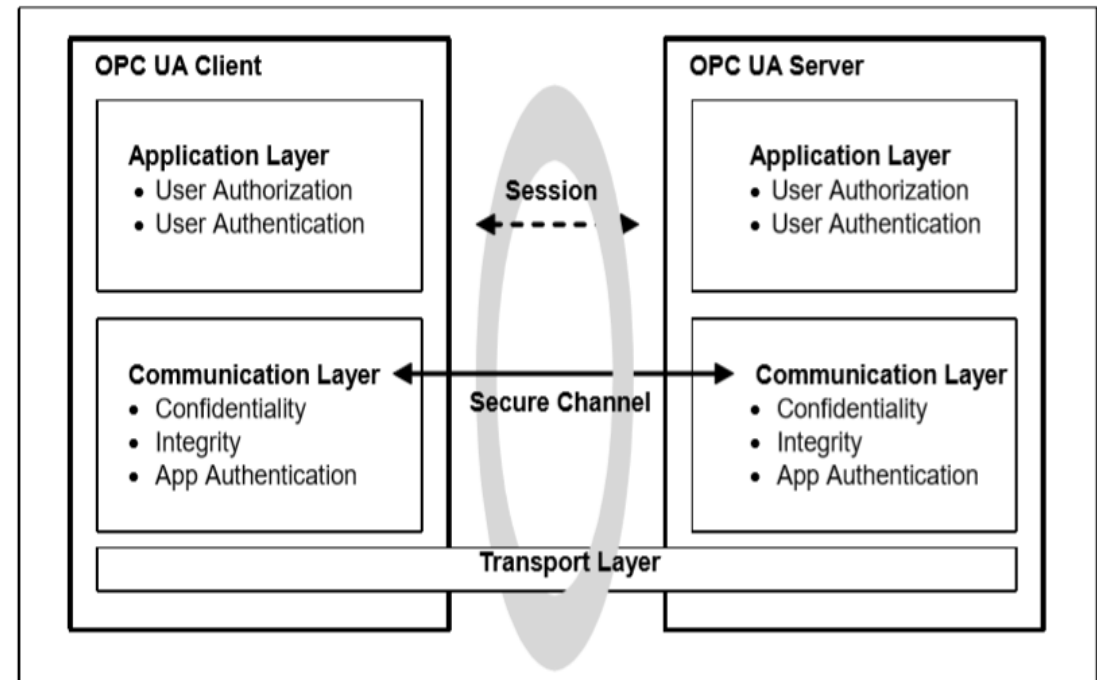 OPC UA Client
Application Layer
• User Authorization
• User Authentication
Communication Layer
• Confidentiality
• Integrity
• App Authentication
Session
Secure Channel
Transport Layer
OPC UA Server
Application Layer
• User Authorization
• User Authentication
Communication Layer
• Confidentiality
• Integrity
• App Authentication